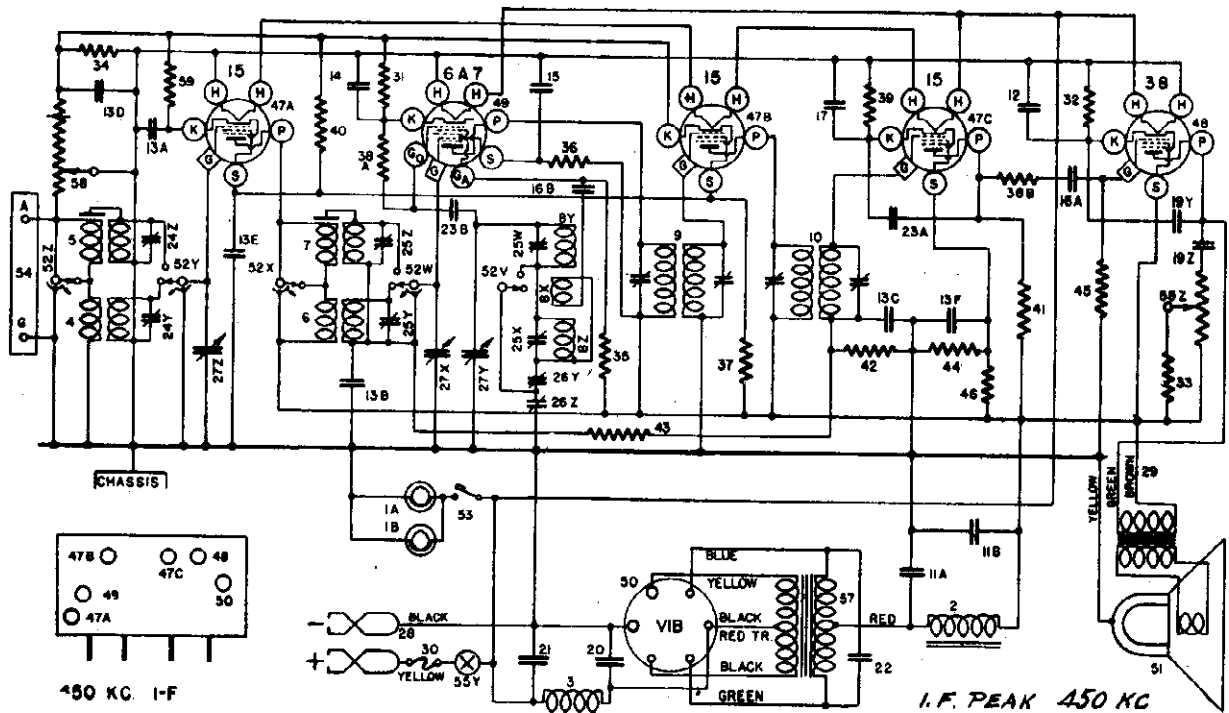 34
59
15
H H
47A
K P
G S
13D
13A
14
31
40
38A
6A7
H H
49
K P
GO G GA S
15
36
16B
15
H H
47B
K P
G S
17
39
15
H H
47C
K P
G S
12
32
38
H H
48
K P
G S
58
A
54
G
52Z
5
4
24Z
24Y
52Y
27Z
13E
52X
7
6
25Z
25Y
52W
23B
27X
27Y
13B
52V
25W
25X
8Y
8X
8Z
26Y
26Z
35
9
37
10
23A
13C
13F
42
44
46
41
38B
16A
45
19Y
19Z
55Z
33
43
CHASSIS
1A
1B
53
47B
47C
48
49
50
47A
450 KC. I-F
- BLACK
28
+ 30
YELLOW
55Y
21
20
3
50
VIB
BLUE
YELLOW
BLACK
RED TR.
BLACK
GREEN
57
22
RED
11A
11B
2
YELLOW
GREEN
BROWN
29
51
I.F. PEAK 450 KC